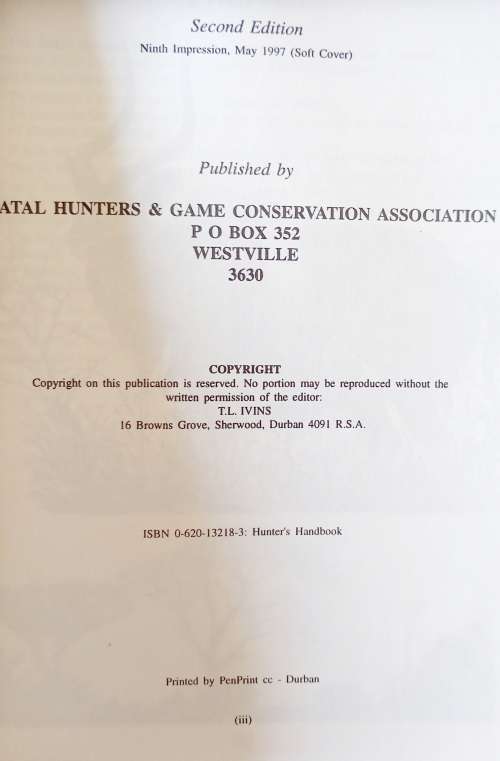 Second Edition
Ninth Impression, May 1997 (Soft Cover)
Published by
ATAL HUNTERS & GAME CONSERVATION ASSOCIATION
P O BOX 352
WESTVILLE
3630
COPYRIGHT
Copyright on this publication is reserved. No portion may be reproduced without the
written permission of the editor:
T.L. IVINS
16 Browns Grove, Sherwood, Durban 4091 R.S.A.
ISBN 0-620-13218-3: Hunter's Handbook
Printed by PenPrint cc - Durban
(iii)